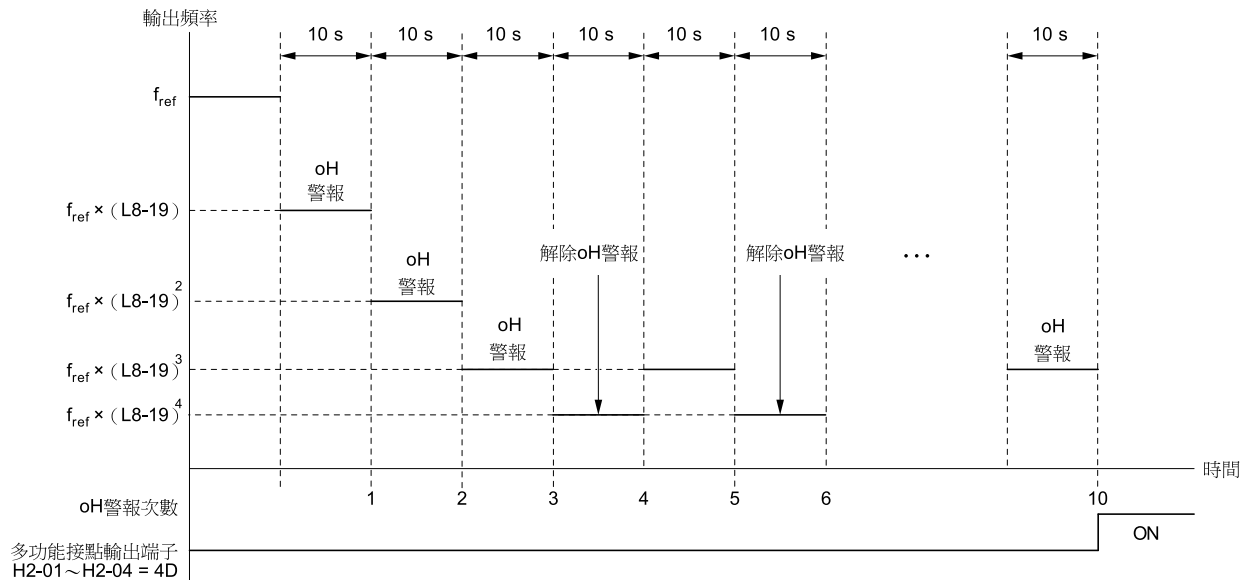 輸出頻率
10 s 10 s 10 s 10 s 10 s 10 s 10 s
fref
oH
警報
fref × (L8-19)
解除oH警報 解除oH警報 …
oH
警報
fref × (L8-19)2
oH
警報
oH
警報
fref × (L8-19)3
fref × (L8-19)4
時間
oH警報次數 1 2 3 4 5 6 10
ON
多功能接點輸出端子
H2-01～H2-04 = 4D